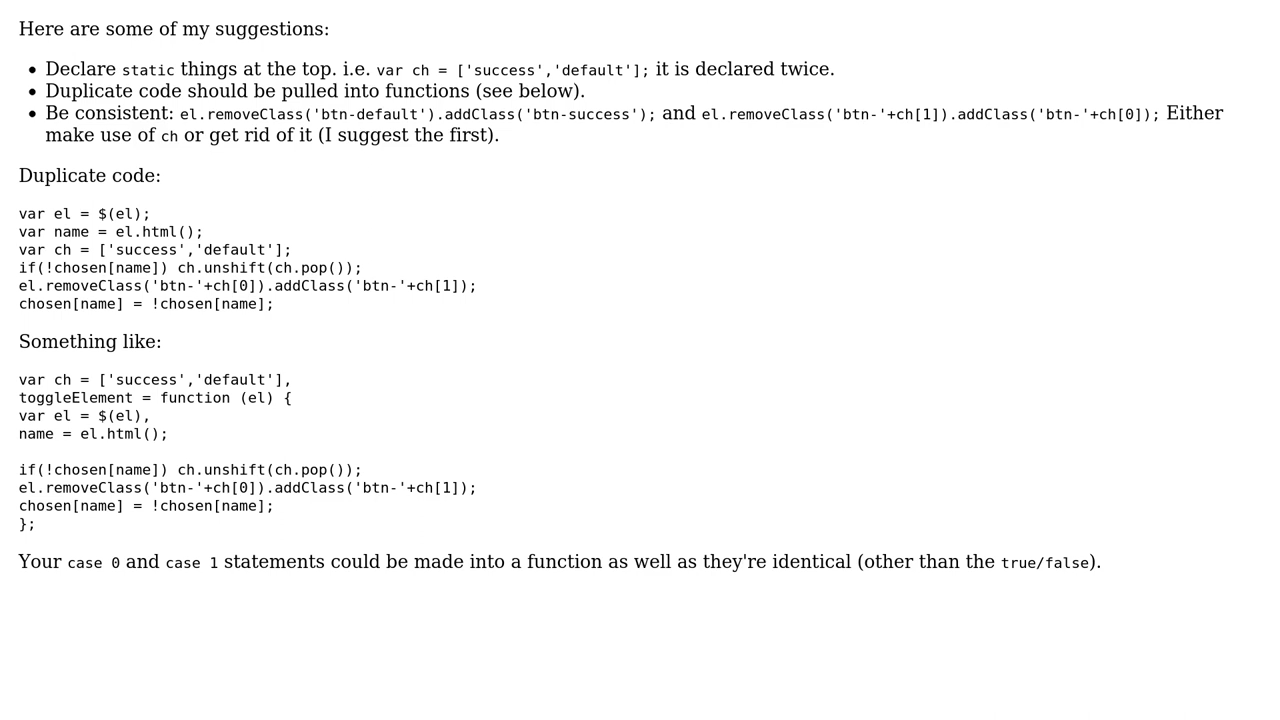 Here are some of my suggestions:
• Declare static things at the top. i.e. var ch = ['success','default']; it is declared twice.
• Duplicate code should be pulled into functions (see below).
• Be consistent: el.removeClass('btn-default').addClass('btn-success'); and el.removeClass('btn-'+ch[1]).addClass('btn-'+ch[0]); Either
make use of ch or get rid of it (I suggest the first).
Duplicate code:
var el = $(el);
var name = el.html();
var ch = ['success','default'];
if(!chosen[name]) ch.unshift(ch.pop());
el.removeClass('btn-'+ch[0]).addClass('btn-'+ch[1]);
chosen[name] = !chosen[name];
Something like:
var ch = ['success','default'],
toggleElement = function (el) {
var el = $(el),
name = el.html();
if(!chosen[name]) ch.unshift(ch.pop());
el.removeClass('btn-'+ch[0]).addClass('btn-'+ch[1]);
chosen[name] = !chosen[name];
};
Your case 0 and case 1 statements could be made into a function as well as they're identical (other than the true/false).